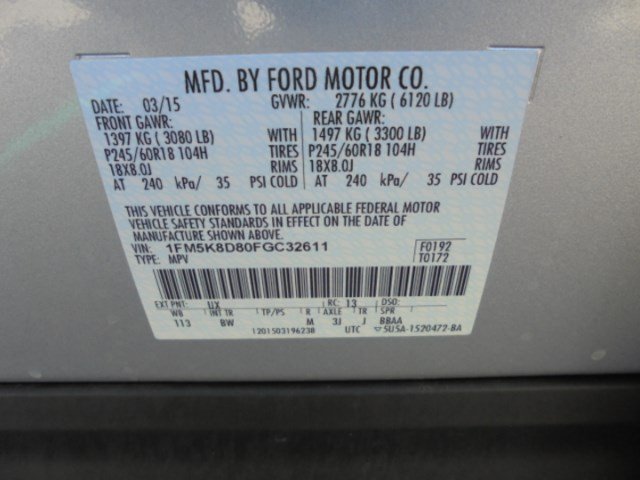 MFD. BY FORD MOTOR CO.
DATE: 03/15 GVWR: 2776 KG ( 6120 LB)
FRONT GAWR: REAR GAWR:
1397 KG ( 3080 LB) WITH 1497 KG ( 3300 LB) WITH
P245/60R18 104H TIRES P245/60R18 104H TIRES
18X8.0J RIMS 18X8.0J RIMS
AT 240 kPa/ 35 PSI COLD AT 240 kPa/ 35 PSI COLD
THIS VEHICLE CONFORMS TO ALL APPLICABLE FEDERAL MOTOR
VEHICLE SAFETY STANDARDS IN EFFECT ON THE DATE OF
MANUFACTURE SHOWN ABOVE.
VIN: 1FM5K8D80FGC32611 F0192
TYPE: MPV T0172
EXT PNT: UX RC: 13 DSO:
WB INT TR TP/PS R AXLE TR SPR
113 BW M 3J J BBAA
1201503196238 UTC 5U5A-1520472-BA